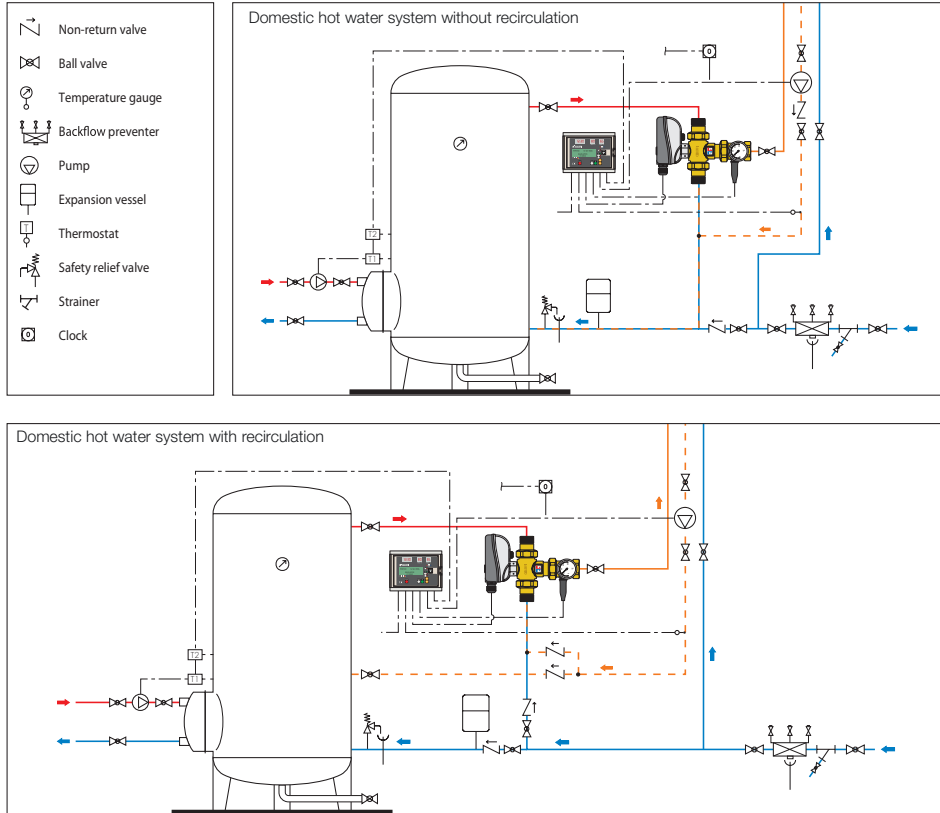 Non-return valve
Ball valve
Temperature gauge
Backflow preventer
Pump
Expansion vessel
T
Thermostat
Safety relief valve
Strainer
Clock
Domestic hot water system without recirculation
T2
T1
Domestic hot water system with recirculation
T2
T1